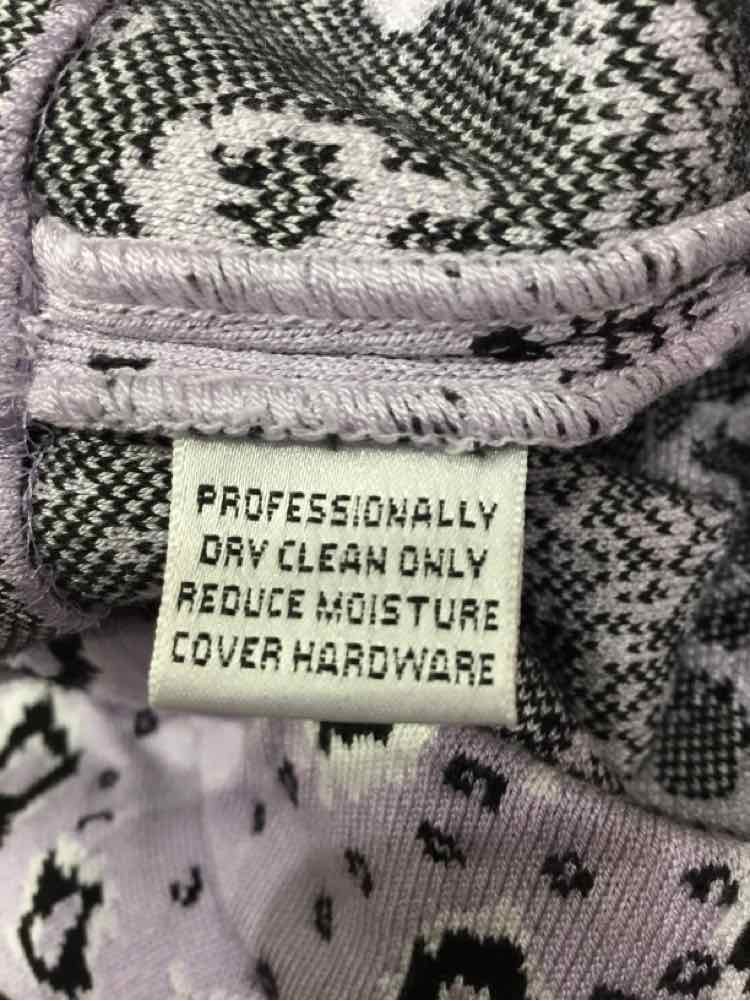 PROFESSIONALLY
DRY CLEAN ONLY
REDUCE MOISTURE
COVER HARDWARE